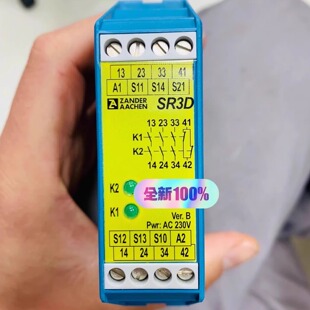 13 23 33 41
A1 S11 S14 S21
ZANDER AACHEN SR3D
13 23 33 41
K1
K2
14 24 34 42
K2
全新100%
K1
Ver. B
Pwr: AC 230V
S12 S13 S10 A2
14 24 34 42